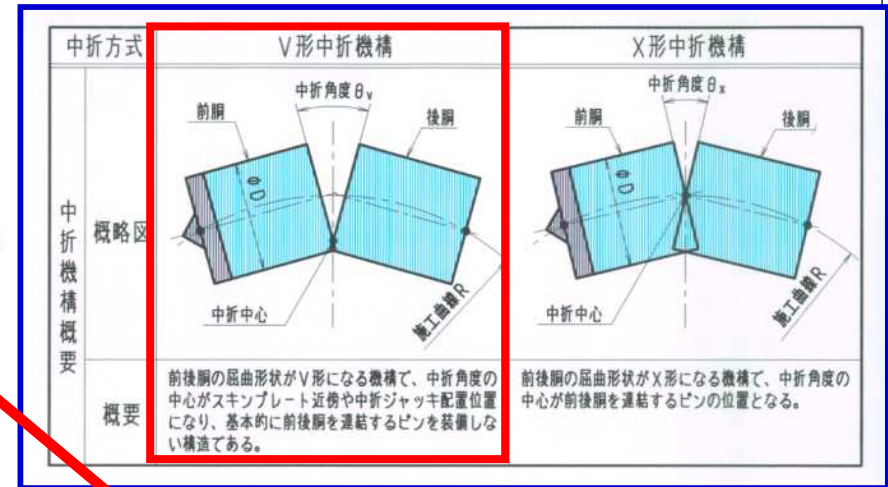 中折方式
V形中折機構
X形中折機構
中折機構概要
概略図
中折角度θv
前胴
後胴
φD
中折中心
施工曲線R
中折角度θx
前胴
後胴
φD
中折中心
施工曲線R
概要
前後胴の屈曲形状がV形になる機構で、中折角度の
中心がスキンプレート近傍や中折ジャッキ配置位置
になり、基本的に前後胴を連結するピンを装備しな
い構造である。
前後胴の屈曲形状がX形になる機構で、中折角度の
中心が前後胴を連結するピンの位置となる。